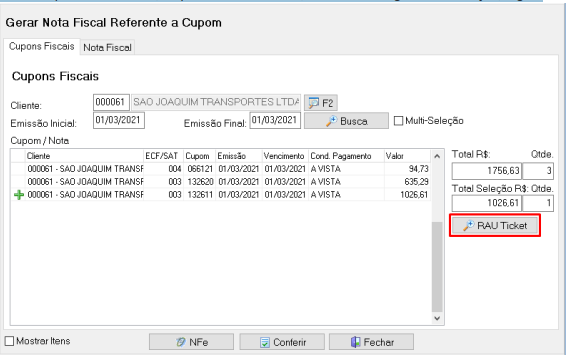 Gerar Nota Fiscal Referente a Cupom
Cupons Fiscais Nota Fiscal
Cupons Fiscais
Cliente: 000061 SAO JOAQUIM TRANSPORTES LTDA F2
Emissão Inicial: 01/03/2021 Emissão Final: 01/03/2021 Busca Multi-Seleção
Cupom / Nota
Cliente ECF/SAT Cupom Emissão Vencimento Cond. Pagamento Valor
000061 - SAO JOAQUIM TRANSF 004 066121 01/03/2021 01/03/2021 A VISTA 94,73
000061 - SAO JOAQUIM TRANSF 003 132620 01/03/2021 01/03/2021 A VISTA 635,29
000061 - SAO JOAQUIM TRANSF 003 132611 01/03/2021 01/03/2021 A VISTA 1026,61
Total R$: Qtde.
1756,63 3
Total Seleção R$: Qtde.
1026,61 1
RAU Ticket
Mostrar Itens NFe Conferir Fechar